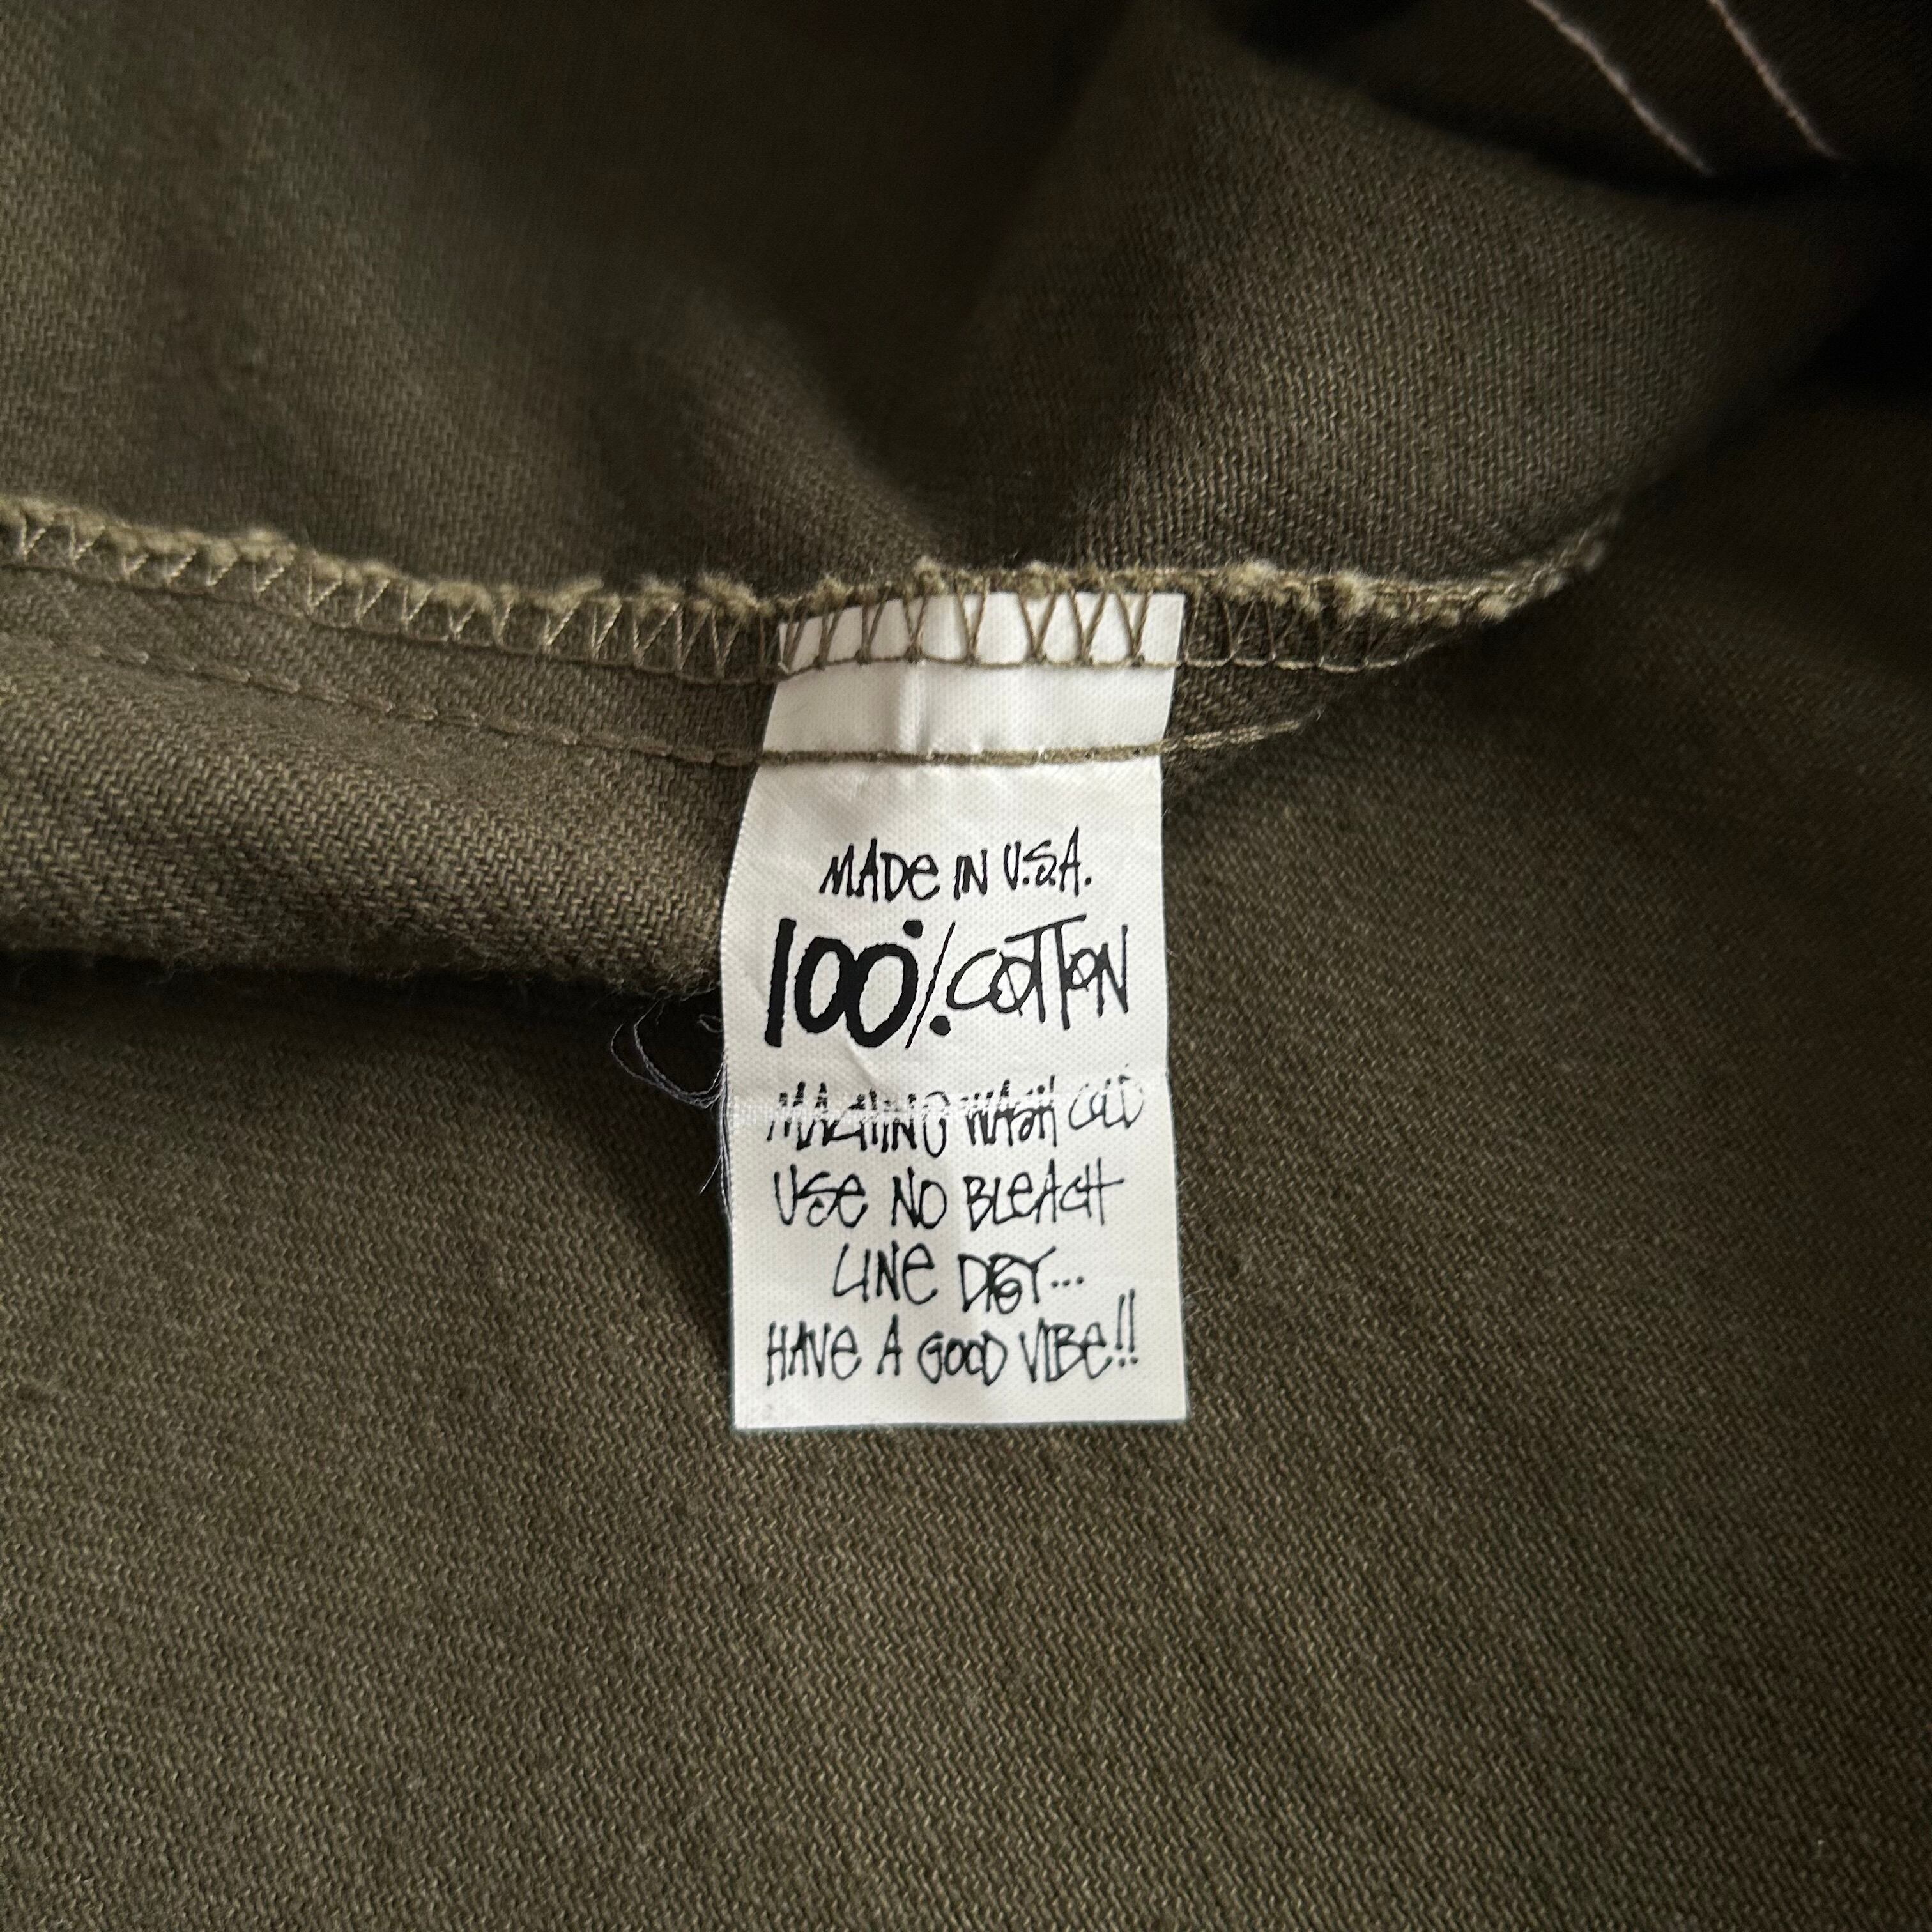 MADe IN U.S.A.
100% COTTON
MACHINE WASH COLD
USe NO BLeACH
LINe DRY...
HAVe A GOOD VIBe!!